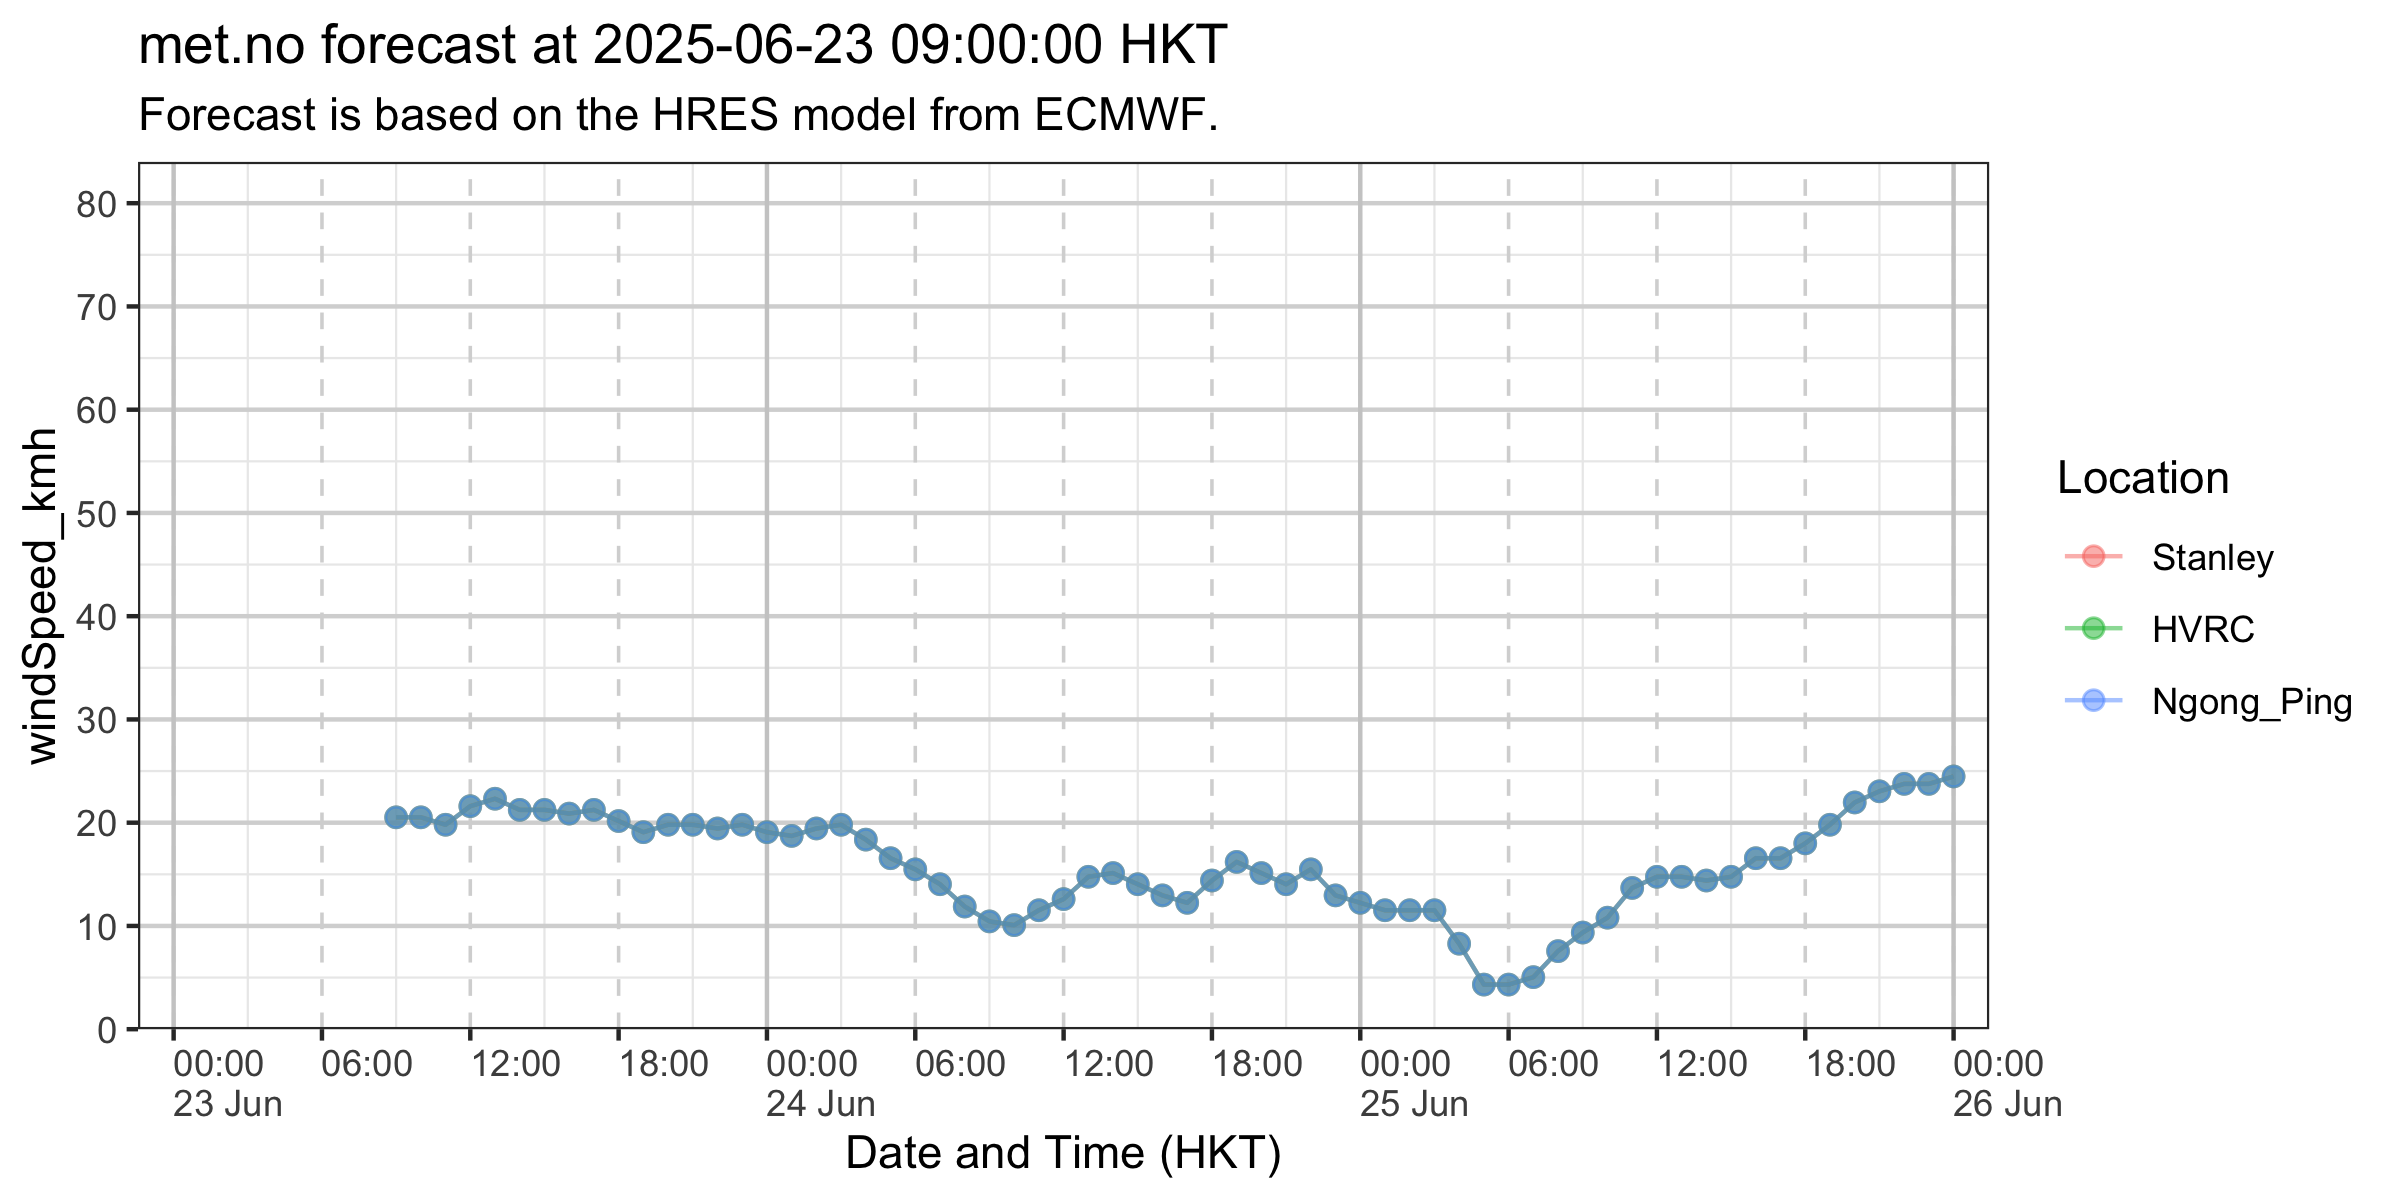 met.no forecast at 2025-06-23 09:00:00 HKT
Forecast is based on the HRES model from ECMWF.
windSpeed_kmh
80
70
60
50
40
30
20
10
0
00:00 06:00 12:00 18:00 00:00 06:00 12:00 18:00 00:00 06:00 12:00 18:00 00:00
23 Jun 24 Jun 25 Jun 26 Jun
Date and Time (HKT)
Location
Stanley
HVRC
Ngong_Ping